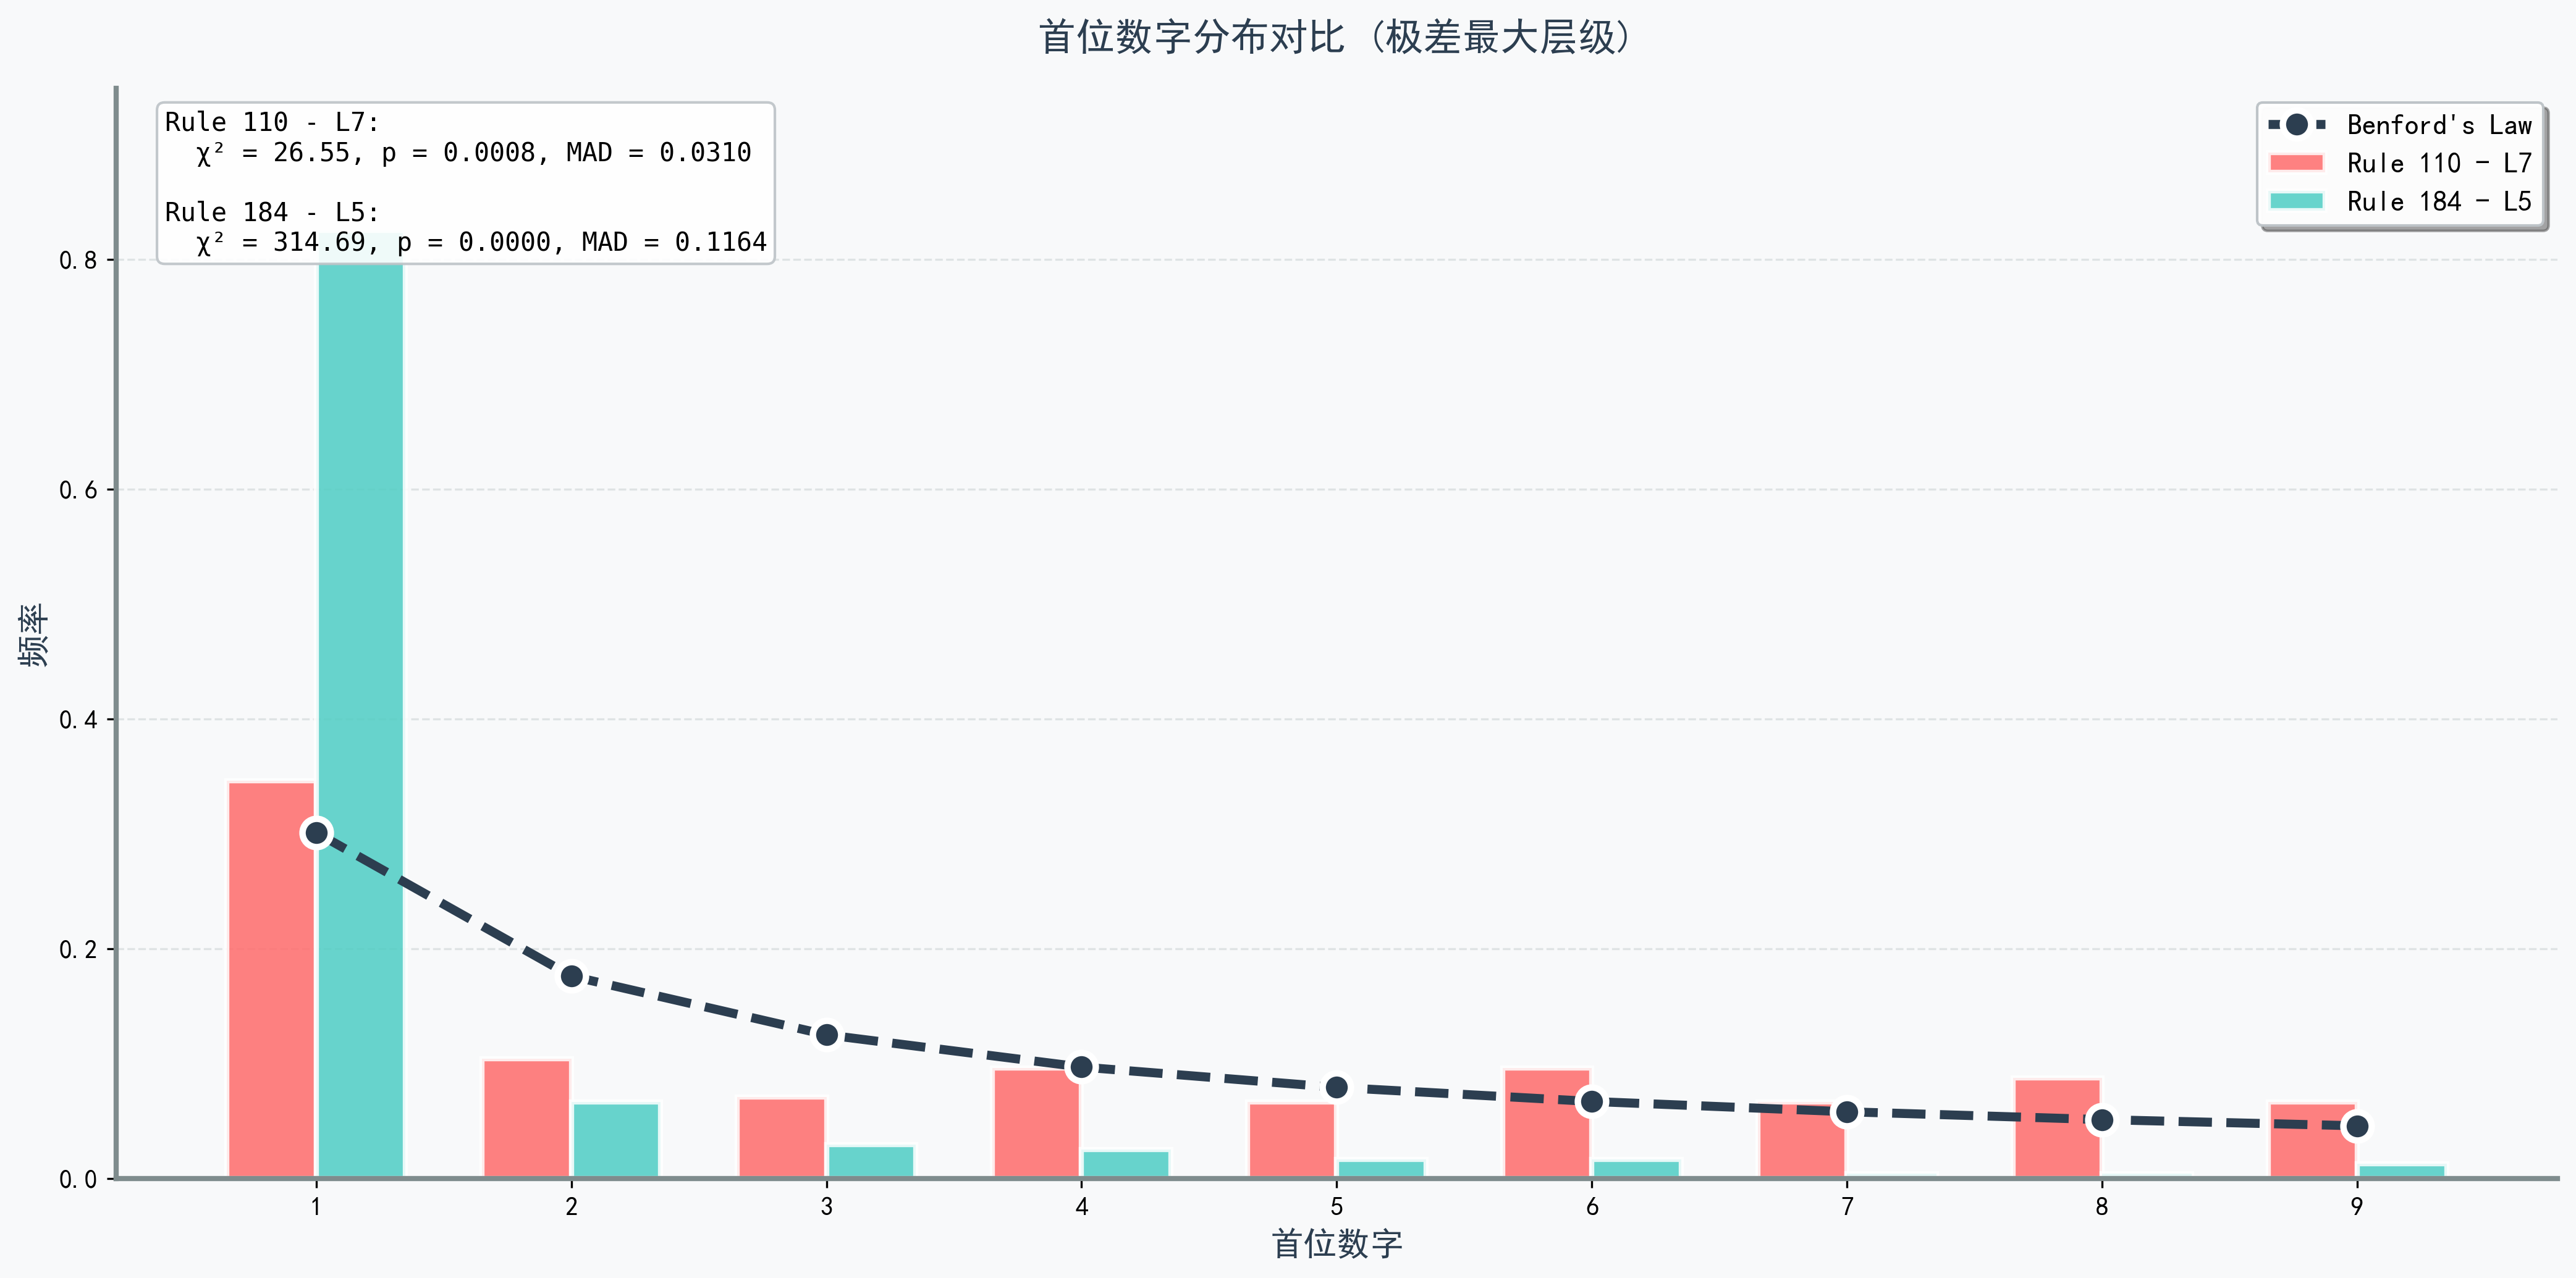 首位数字分布对比（极差最大层级）
Rule 110 - L7:
χ² = 26.55, p = 0.0008, MAD = 0.0310
Rule 184 - L5:
χ² = 314.69, p = 0.0000, MAD = 0.1164
Benford's Law
Rule 110 - L7
Rule 184 - L5
频率
0.8
0.6
0.4
0.2
0.0
1 2 3 4 5 6 7 8 9
首位数字